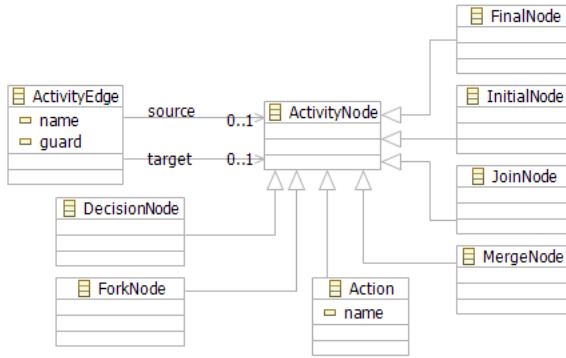 FinalNode
ActivityEdge
name
guard
source
0..1
ActivityNode
InitialNode
target
0..1
JoinNode
DecisionNode
MergeNode
ForkNode
Action
name